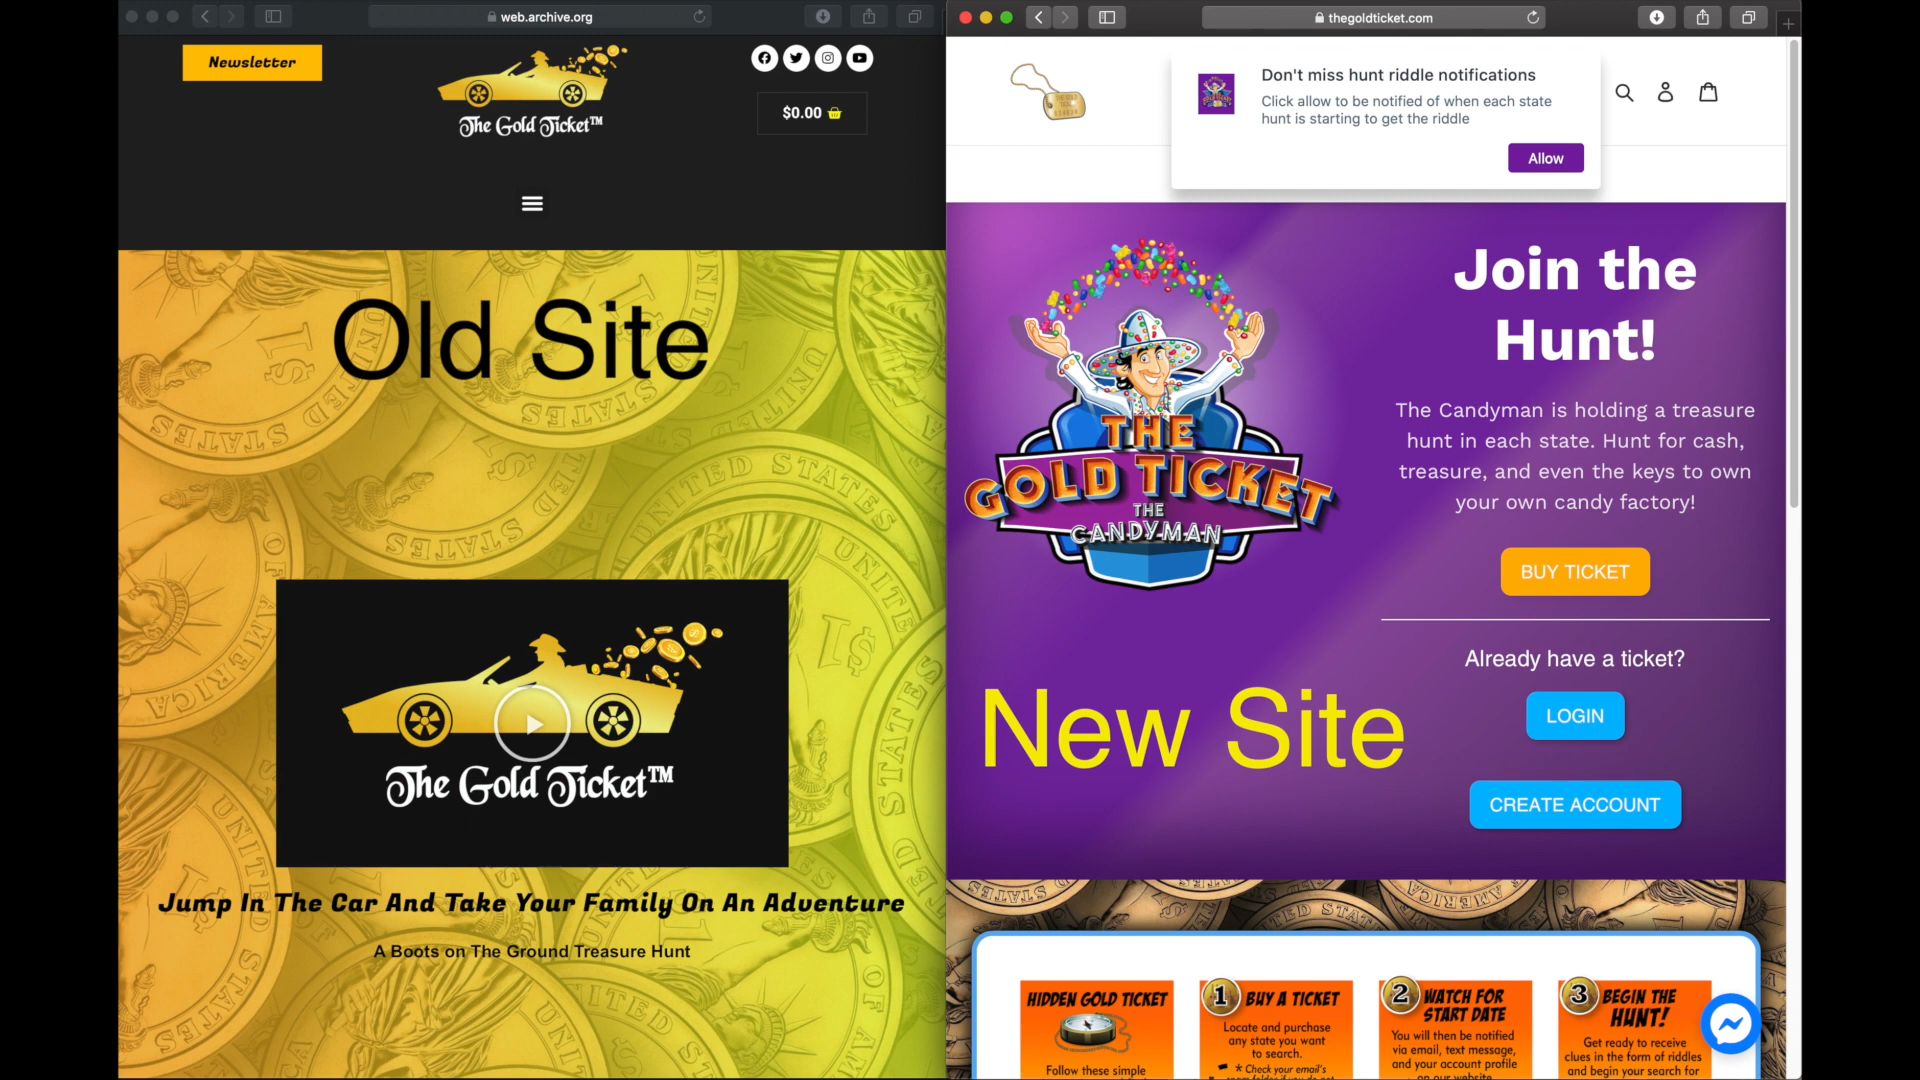 web.archive.org
Newsletter
The Gold Ticket™
$0.00
Old Site
The Gold Ticket™
Jump In The Car And Take Your Family On An Adventure
A Boots on The Ground Treasure Hunt
thegoldticket.com
Don't miss hunt riddle notifications
Click allow to be notified of when each state
hunt is starting to get the riddle
Allow
Join the
Hunt!
THE
GOLD TICKET
THE
CANDYMAN
The Candyman is holding a treasure
hunt in each state. Hunt for cash,
treasure, and even the keys to own
your own candy factory!
BUY TICKET
Already have a ticket?
LOGIN
CREATE ACCOUNT
New Site
HIDDEN GOLD TICKET
Follow these simple
1 BUY A TICKET
Locate and purchase
any state you want
to search.
* Check your email's
2 WATCH FOR
START DATE
You will then be notified
via email, text message,
and your account profile
on our website
3 BEGIN THE
HUNT!
Get ready to receive
clues in the form of riddles
and begin your search for